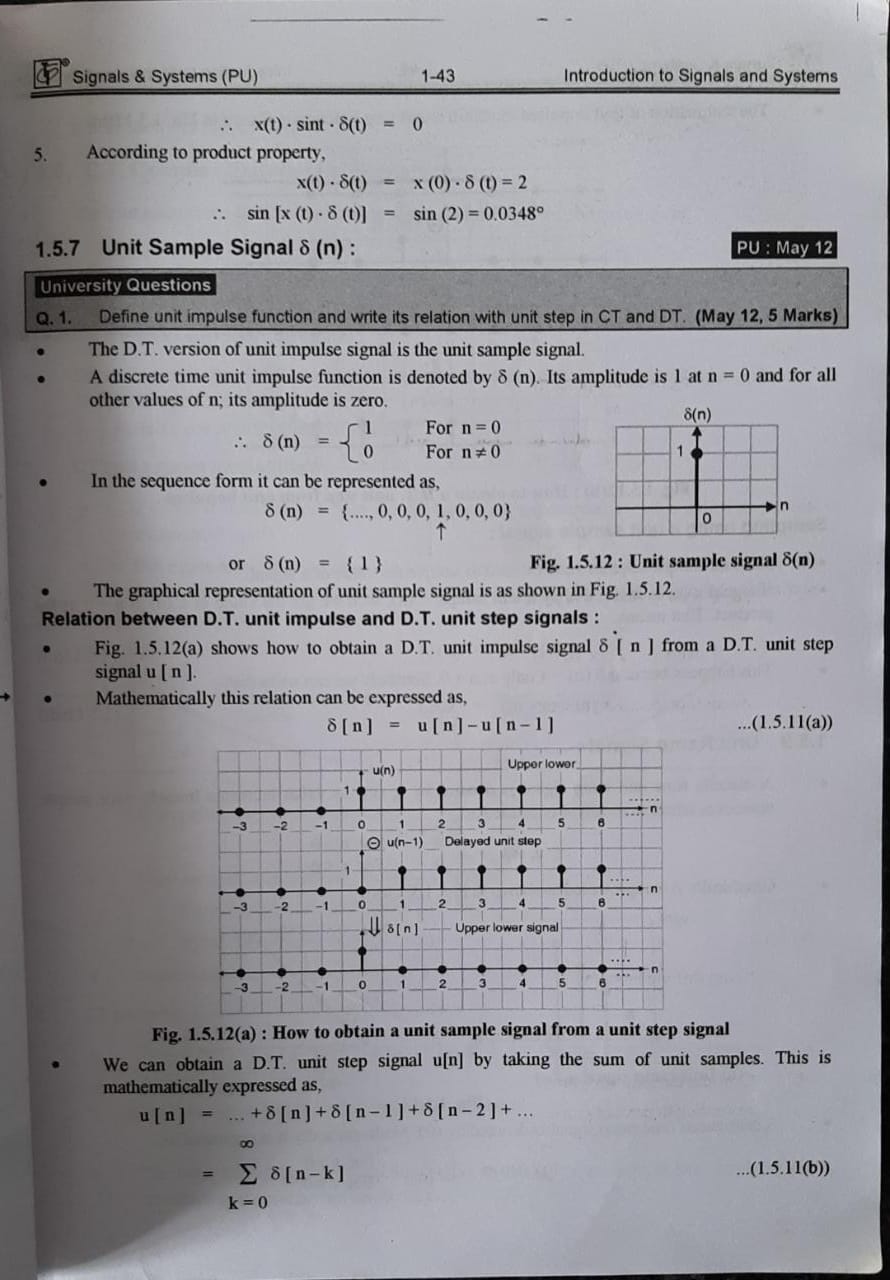 Signals & Systems (PU) 1-43 Introduction to Signals and Systems
∴ x(t) · sint · δ(t) = 0
5. According to product property,
x(t) · δ(t) = x (0) · δ (t) = 2
∴ sin [x (t) · δ (t)] = sin (2) = 0.0348°
1.5.7 Unit Sample Signal δ (n) : PU : May 12
University Questions
Q. 1. Define unit impulse function and write its relation with unit step in CT and DT. (May 12, 5 Marks)
• The D.T. version of unit impulse signal is the unit sample signal.
• A discrete time unit impulse function is denoted by δ (n). Its amplitude is 1 at n = 0 and for all
other values of n; its amplitude is zero.
∴ δ (n) = { 1 For n = 0
0 For n ≠ 0
δ(n)
1
0
n
• In the sequence form it can be represented as,
δ (n) = {...., 0, 0, 0, 1, 0, 0, 0}
↑
or δ (n) = { 1 }
Fig. 1.5.12 : Unit sample signal δ(n)
• The graphical representation of unit sample signal is as shown in Fig. 1.5.12.
Relation between D.T. unit impulse and D.T. unit step signals :
• Fig. 1.5.12(a) shows how to obtain a D.T. unit impulse signal δ [ n ] from a D.T. unit step
signal u [ n ].
• Mathematically this relation can be expressed as,
δ [ n ] = u [ n ] – u [ n – 1 ] ...(1.5.11(a))
u(n) Upper lower
1
n
–3 –2 –1 0 1 2 3 4 5 6
⊖ u(n–1) Delayed unit step
1
n
–3 –2 –1 0 1 2 3 4 5 6
⇓ δ [ n ] Upper lower signal
n
–3 –2 –1 0 1 2 3 4 5 6
Fig. 1.5.12(a) : How to obtain a unit sample signal from a unit step signal
• We can obtain a D.T. unit step signal u[n] by taking the sum of unit samples. This is
mathematically expressed as,
u [ n ] = ... + δ [ n ] + δ [ n – 1 ] + δ [ n – 2 ] + ...
∞
= Σ δ [ n – k ] ...(1.5.11(b))
k = 0